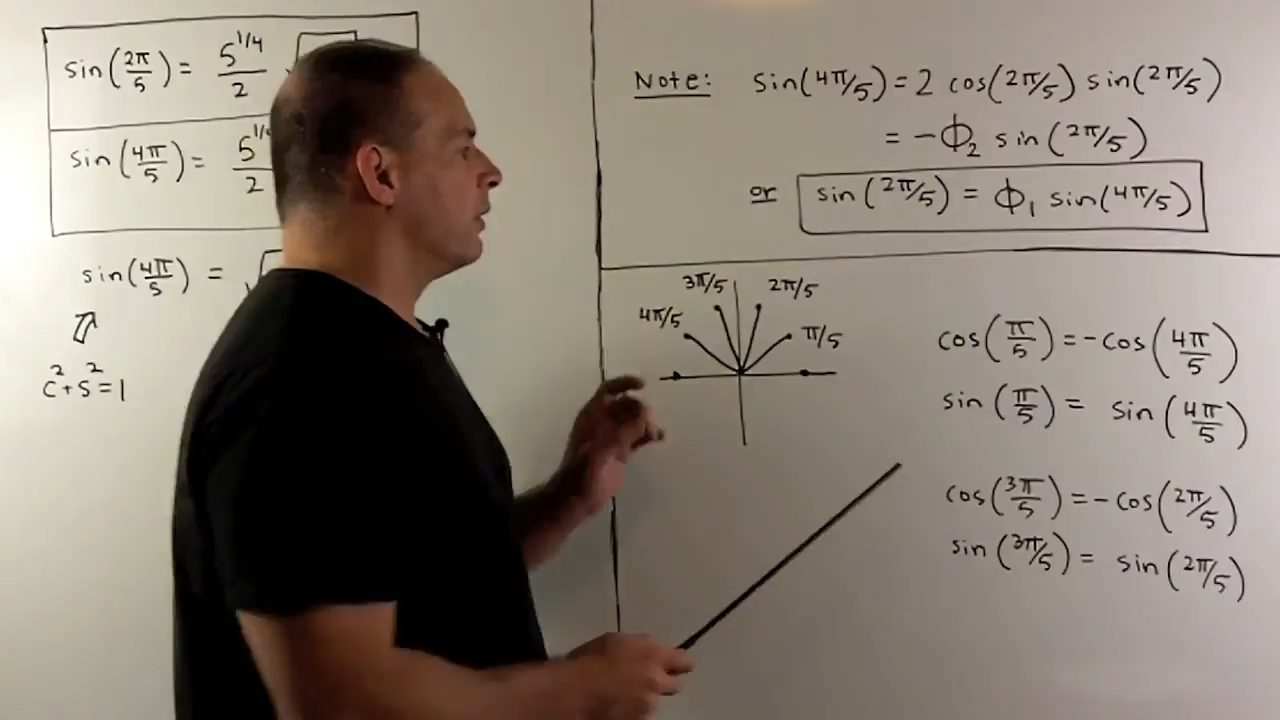 sin(2π/5) = 5^{1/4}/2 √
sin(4π/5) = 5^{1/}/2
sin(4π/5) = √
c²+s²=1
Note: sin(4π/5) = 2 cos(2π/5) sin(2π/5)
= -Φ₂ sin(2π/5)
or sin(2π/5) = Φ₁ sin(4π/5)
3π/5 2π/5
4π/5 π/5
cos(π/5) = -cos(4π/5)
sin(π/5) = sin(4π/5)
cos(3π/5) = -cos(2π/5)
sin(3π/5) = sin(2π/5)